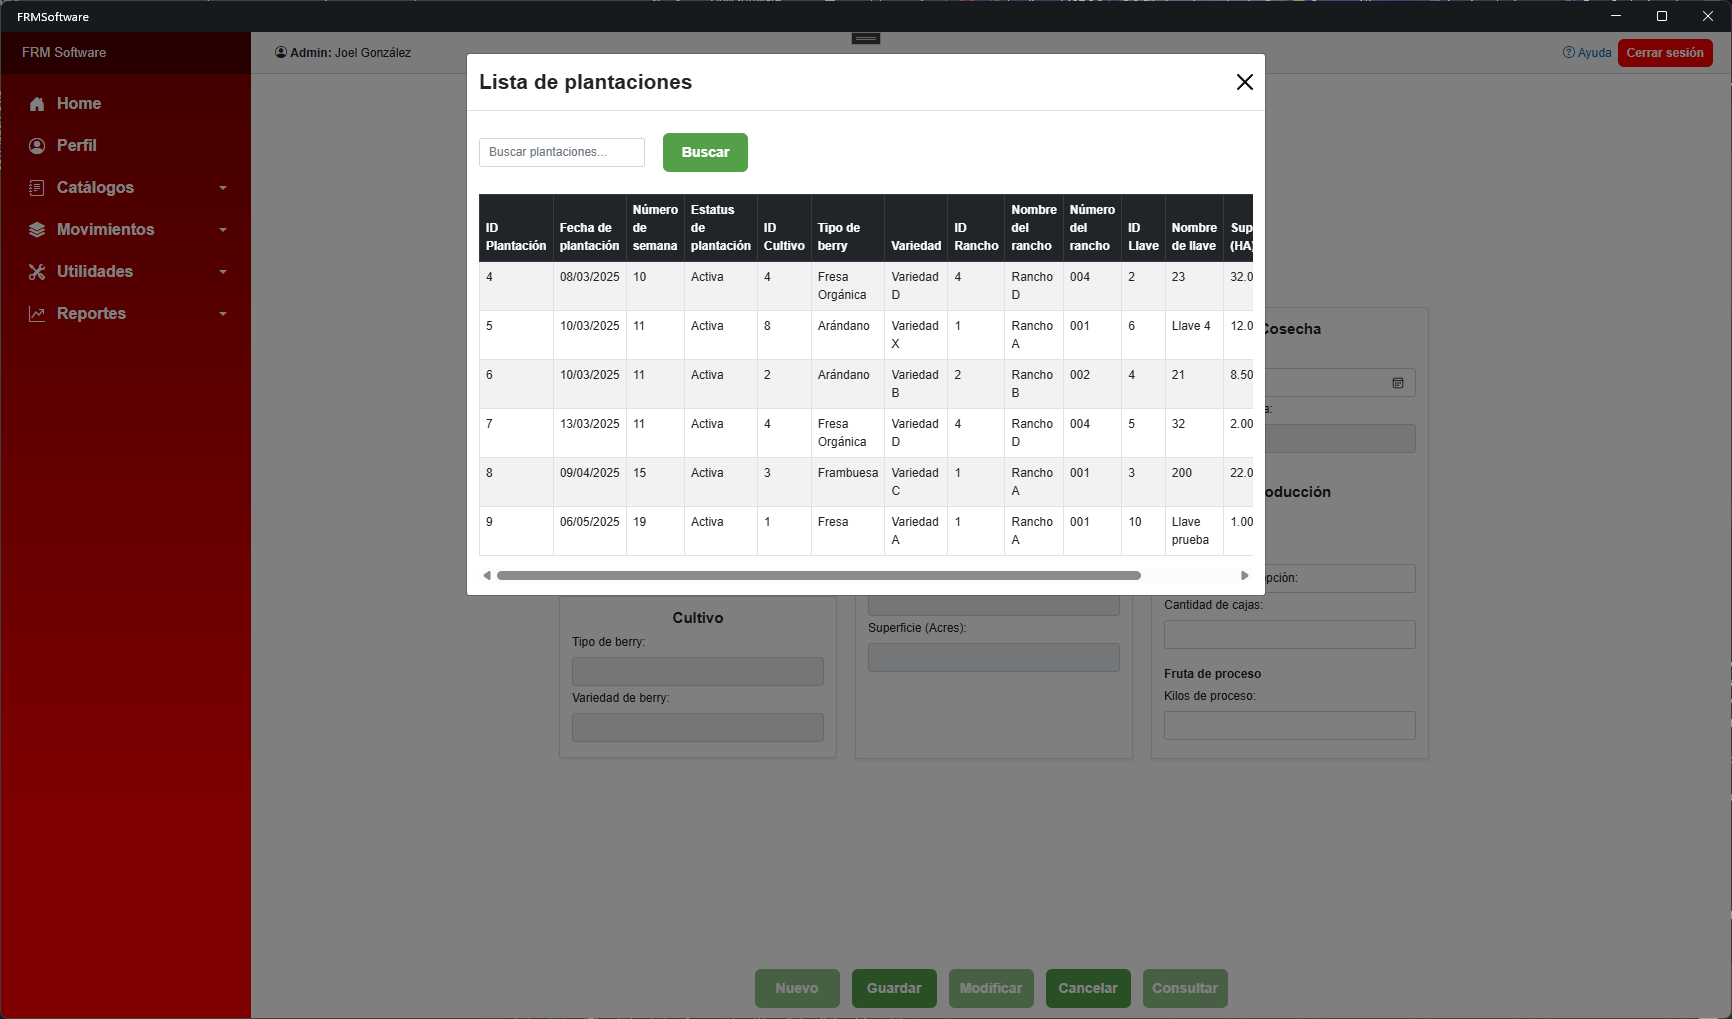 FRMSoftware
FRM Software
Admin: Joel González
Ayuda
Cerrar sesión
Home
Perfil
Catálogos
Movimientos
Utilidades
Reportes
Lista de plantaciones
Buscar plantaciones...
Buscar
ID Plantación
Fecha de plantación
Número de semana
Estatus de plantación
ID Cultivo
Tipo de berry
Variedad
ID Rancho
Nombre del rancho
Número del rancho
ID Llave
Nombre de llave
Sup (HA)
4 08/03/2025 10 Activa 4 Fresa Orgánica Variedad D 4 Rancho D 004 2 23 32.0
5 10/03/2025 11 Activa 8 Arándano Variedad X 1 Rancho A 001 6 Llave 4 12.0
6 10/03/2025 11 Activa 2 Arándano Variedad B 2 Rancho B 002 4 21 8.50
7 13/03/2025 11 Activa 4 Fresa Orgánica Variedad D 4 Rancho D 004 5 32 2.00
8 09/04/2025 15 Activa 3 Frambuesa Variedad C 1 Rancho A 001 3 200 22.0
9 06/05/2025 19 Activa 1 Fresa Variedad A 1 Rancho A 001 10 Llave prueba 1.00
Cosecha
a:
oducción
pción:
Cantidad de cajas:
Fruta de proceso
Kilos de proceso:
Cultivo
Tipo de berry:
Variedad de berry:
Superficie (Acres):
Nuevo
Guardar
Modificar
Cancelar
Consultar